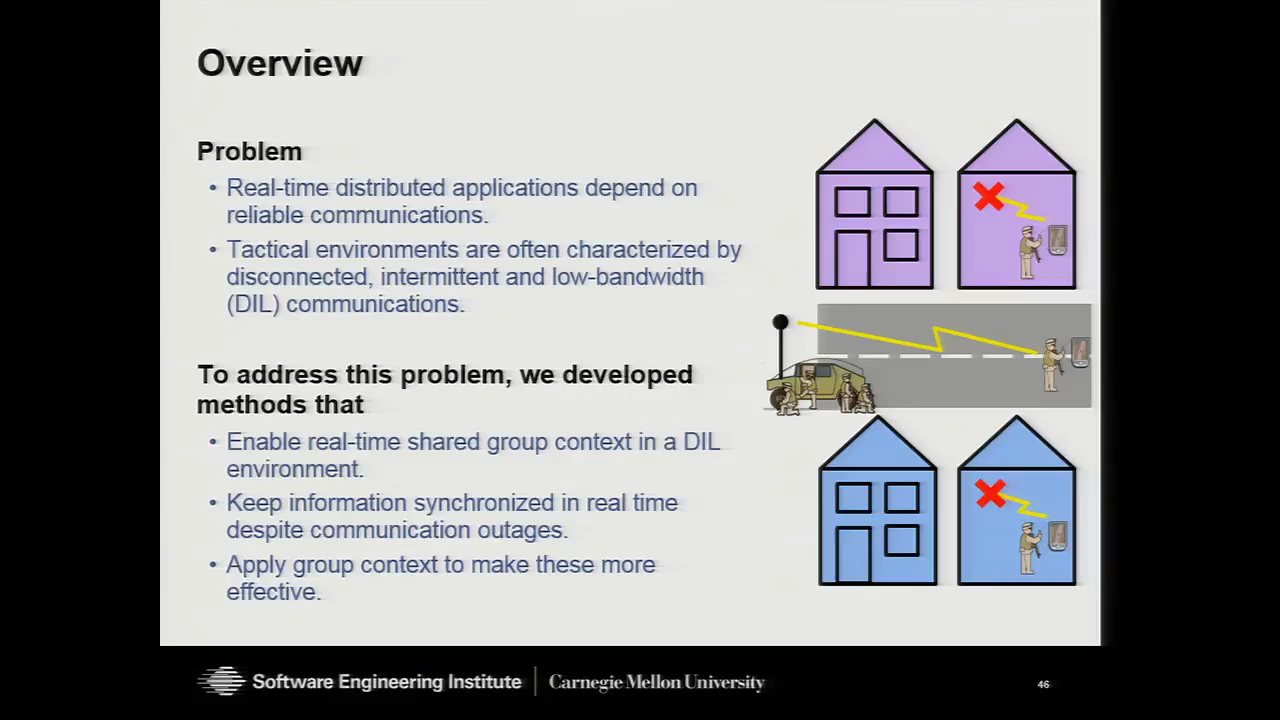 Overview
Problem
• Real-time distributed applications depend on
reliable communications.
• Tactical environments are often characterized by
disconnected, intermittent and low-bandwidth
(DIL) communications.
To address this problem, we developed
methods that
• Enable real-time shared group context in a DIL
environment.
• Keep information synchronized in real time
despite communication outages.
• Apply group context to make these more
effective.
Software Engineering Institute | Carnegie Mellon University
46